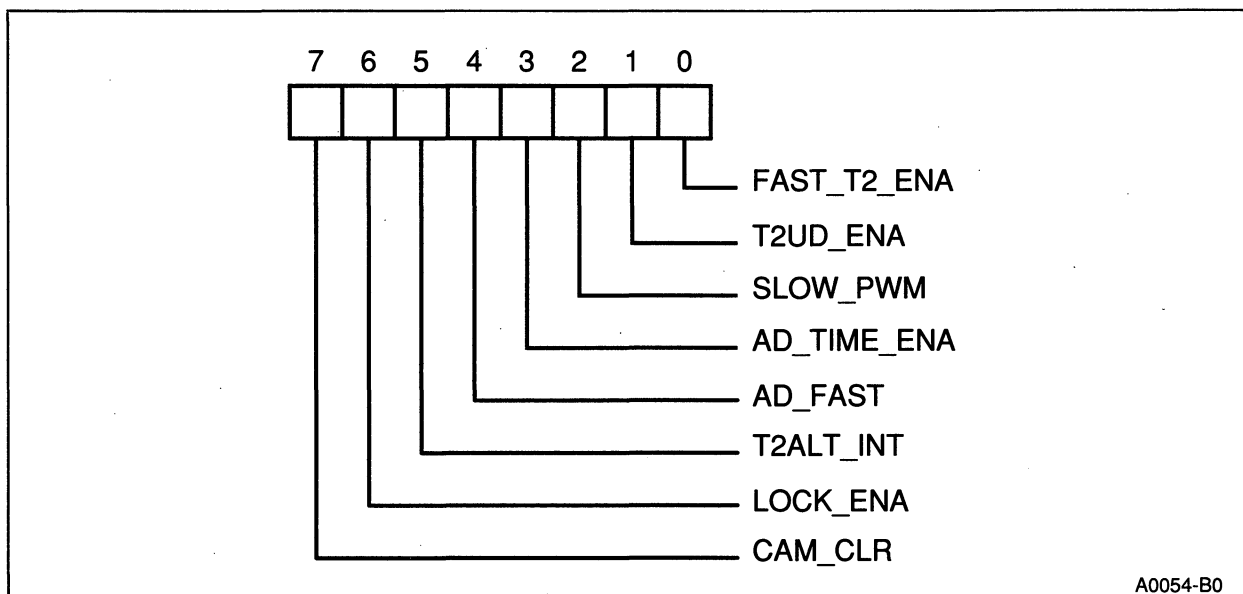 7 6 5 4 3 2 1 0
FAST_T2_ENA
T2UD_ENA
SLOW_PWM
AD_TIME_ENA
AD_FAST
T2ALT_INT
LOCK_ENA
CAM_CLR
A0054-B0